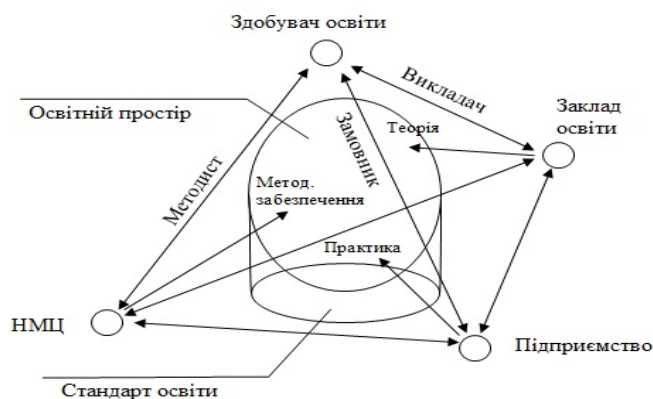 Здобувач освіти
Викладач
Заклад
освіти
Освітній простір
Теорія
Замовник
Методист
Метод.
забезпечення
Практика
НМЦ
Підприємство
Стандарт освіти